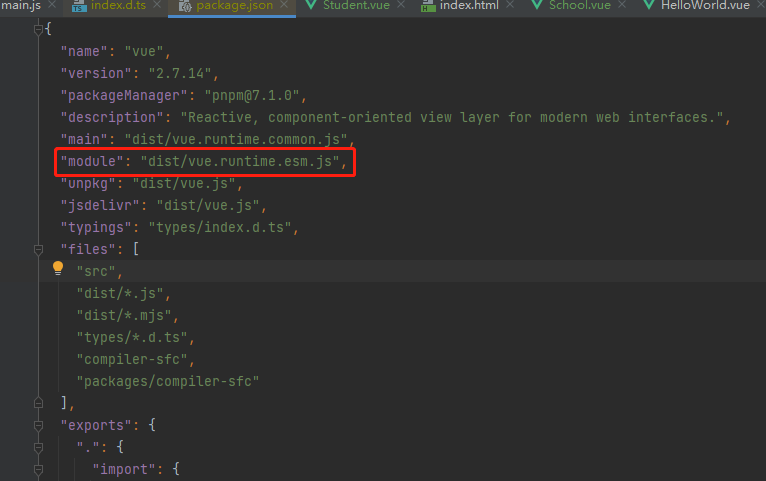 main.js index.d.ts package.json Student.vue index.html School.vue HelloWorld.vue
{
"name": "vue",
"version": "2.7.14",
"packageManager": "pnpm@7.1.0",
"description": "Reactive, component-oriented view layer for modern web interfaces.",
"main": "dist/vue.runtime.common.js",
"module": "dist/vue.runtime.esm.js",
"unpkg": "dist/vue.js",
"jsdelivr": "dist/vue.js",
"typings": "types/index.d.ts",
"files": [
"src",
"dist/*.js",
"dist/*.mjs",
"types/*.d.ts",
"compiler-sfc",
"packages/compiler-sfc"
],
"exports": {
".": {
"import": {